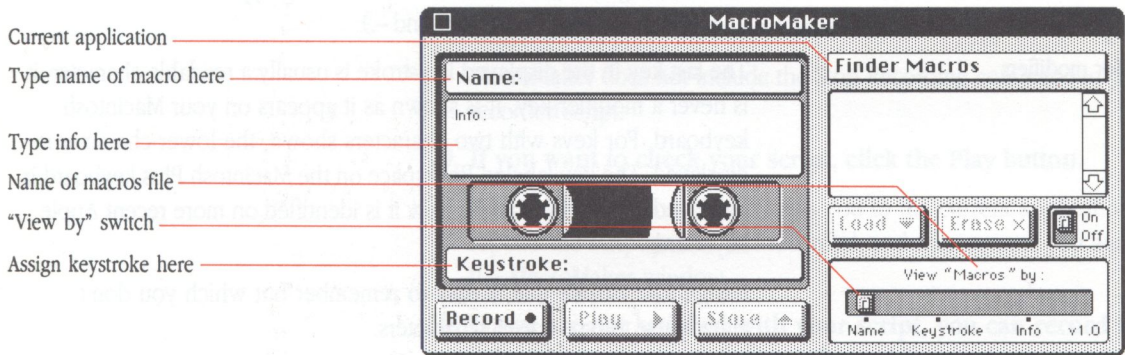 Current application
Type name of macro here
Type info here
Name of macros file
“View by” switch
Assign keystroke here
MacroMaker
Name:
Info:
Keystroke:
Record
Play
Store
Finder Macros
Load
Erase
On
Off
View “Macros” by:
Name Keystroke Info v1.0